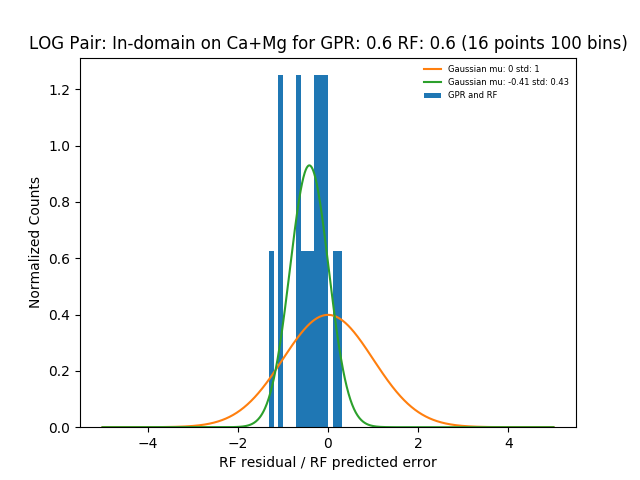 LOG Pair: In-domain on Ca+Mg for GPR: 0.6 RF: 0.6 (16 points 100 bins)
Gaussian mu: 0 std: 1
Gaussian mu: -0.41 std: 0.43
GPR and RF
Normalized Counts
1.2
1.0
0.8
0.6
0.4
0.2
0.0
−4 −2 0 2 4
RF residual / RF predicted error